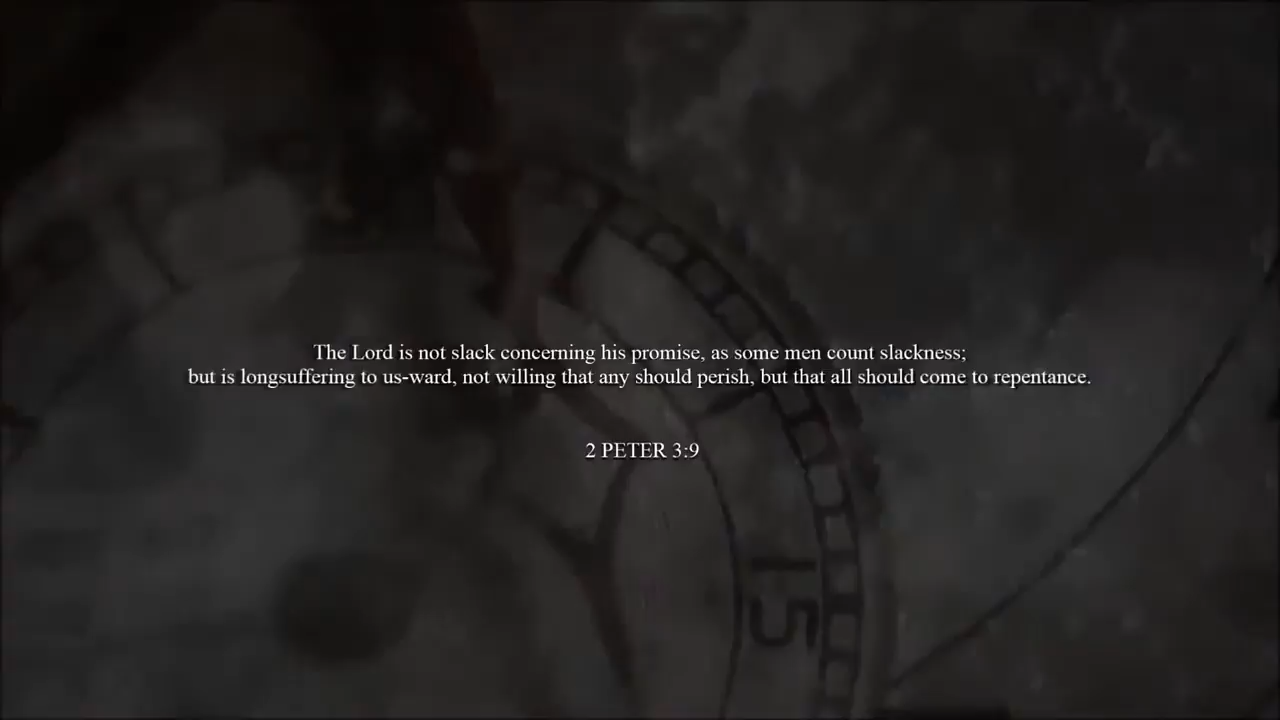 The Lord is not slack concerning his promise, as some men count slackness;
but is longsuffering to us-ward, not willing that any should perish, but that all should come to repentance.
2 PETER 3:9
15